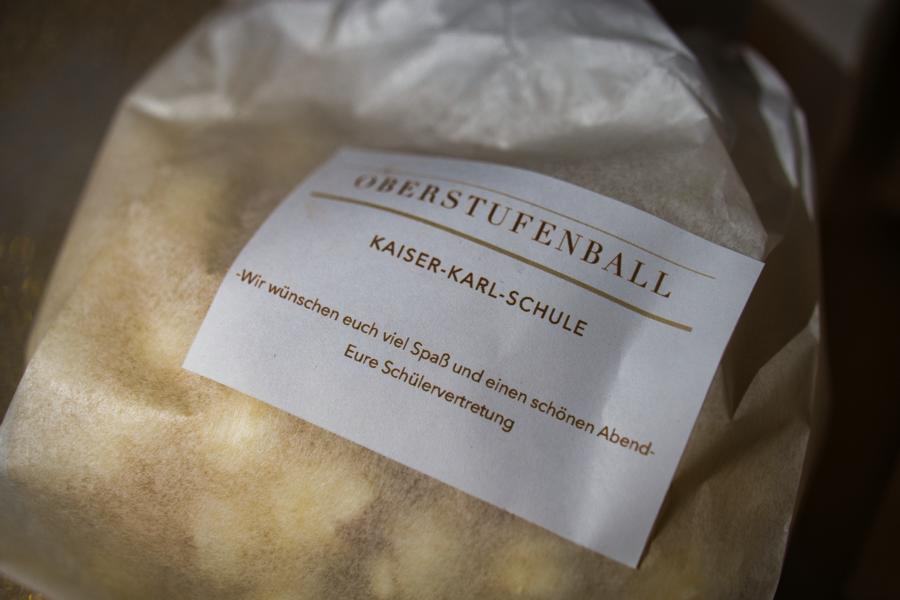 OBERSTUFENBALL
KAISER-KARL-SCHULE
-Wir wünschen euch viel Spaß und einen schönen Abend-
Eure Schülervertretung